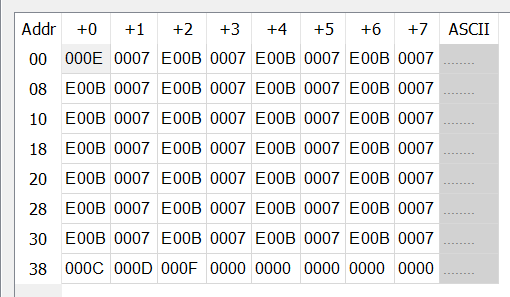 Addr +0 +1 +2 +3 +4 +5 +6 +7 ASCII
00 000E 0007 E00B 0007 E00B 0007 E00B 0007 ........
08 E00B 0007 E00B 0007 E00B 0007 E00B 0007 ........
10 E00B 0007 E00B 0007 E00B 0007 E00B 0007 ........
18 E00B 0007 E00B 0007 E00B 0007 E00B 0007 ........
20 E00B 0007 E00B 0007 E00B 0007 E00B 0007 ........
28 E00B 0007 E00B 0007 E00B 0007 E00B 0007 ........
30 E00B 0007 E00B 0007 E00B 0007 E00B 0007 ........
38 000C 000D 000F 0000 0000 0000 0000 0000 ........